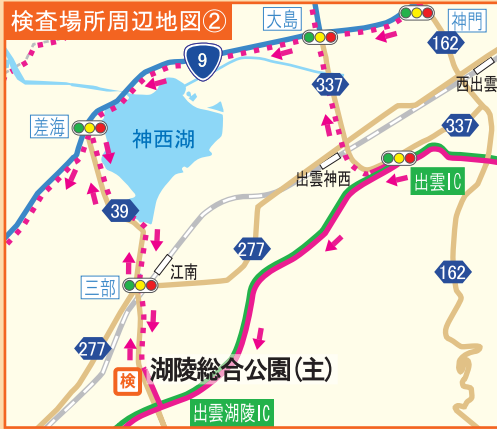 検査場所周辺地図②
大島
神門
162
9
337
西出雲
差海
神西湖
337
出雲神西
出雲IC
39
277
162
江南
三部
277
検
湖陵総合公園(主)
出雲湖陵IC